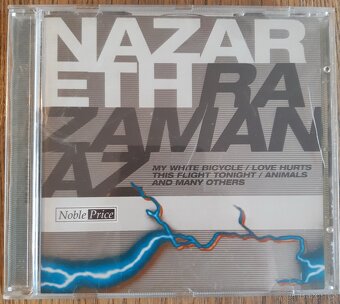 NAZAR
ETHRA
ZAMAN
AZ
MY WHITE BICYCLE / LOVE HURTS
THIS FLIGHT TONIGHT / ANIMALS
AND MANY OTHERS
Noble Price